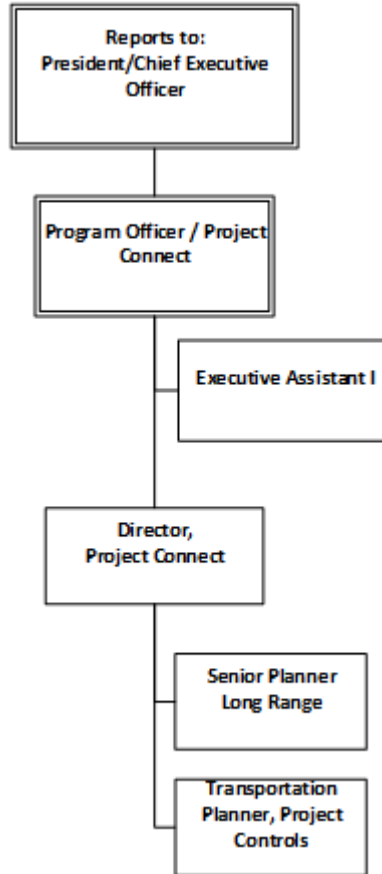 Reports to:
President/Chief Executive
Officer
Program Officer / Project
Connect
Executive Assistant I
Director,
Project Connect
Senior Planner
Long Range
Transportation
Planner, Project
Controls